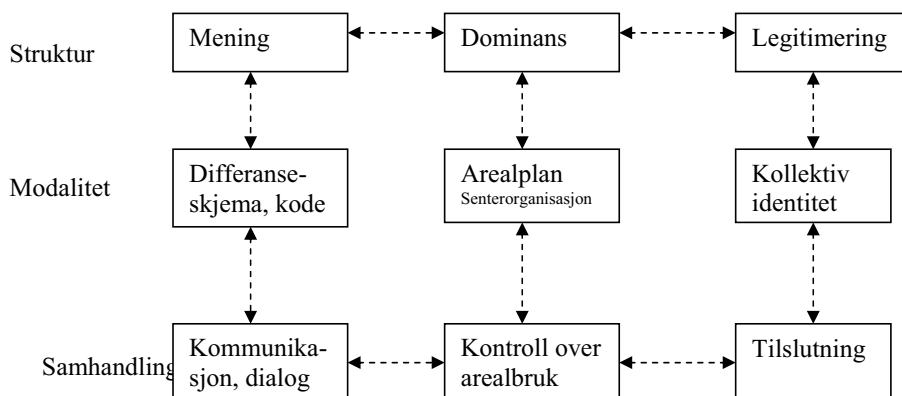 Struktur
Mening
Dominans
Legitimering
Modalitet
Differanse-
skjema, kode
Arealplan
Senterorganisasjon
Kollektiv
identitet
Samhandling
Kommunika-
sjon, dialog
Kontroll over
arealbruk
Tilslutning